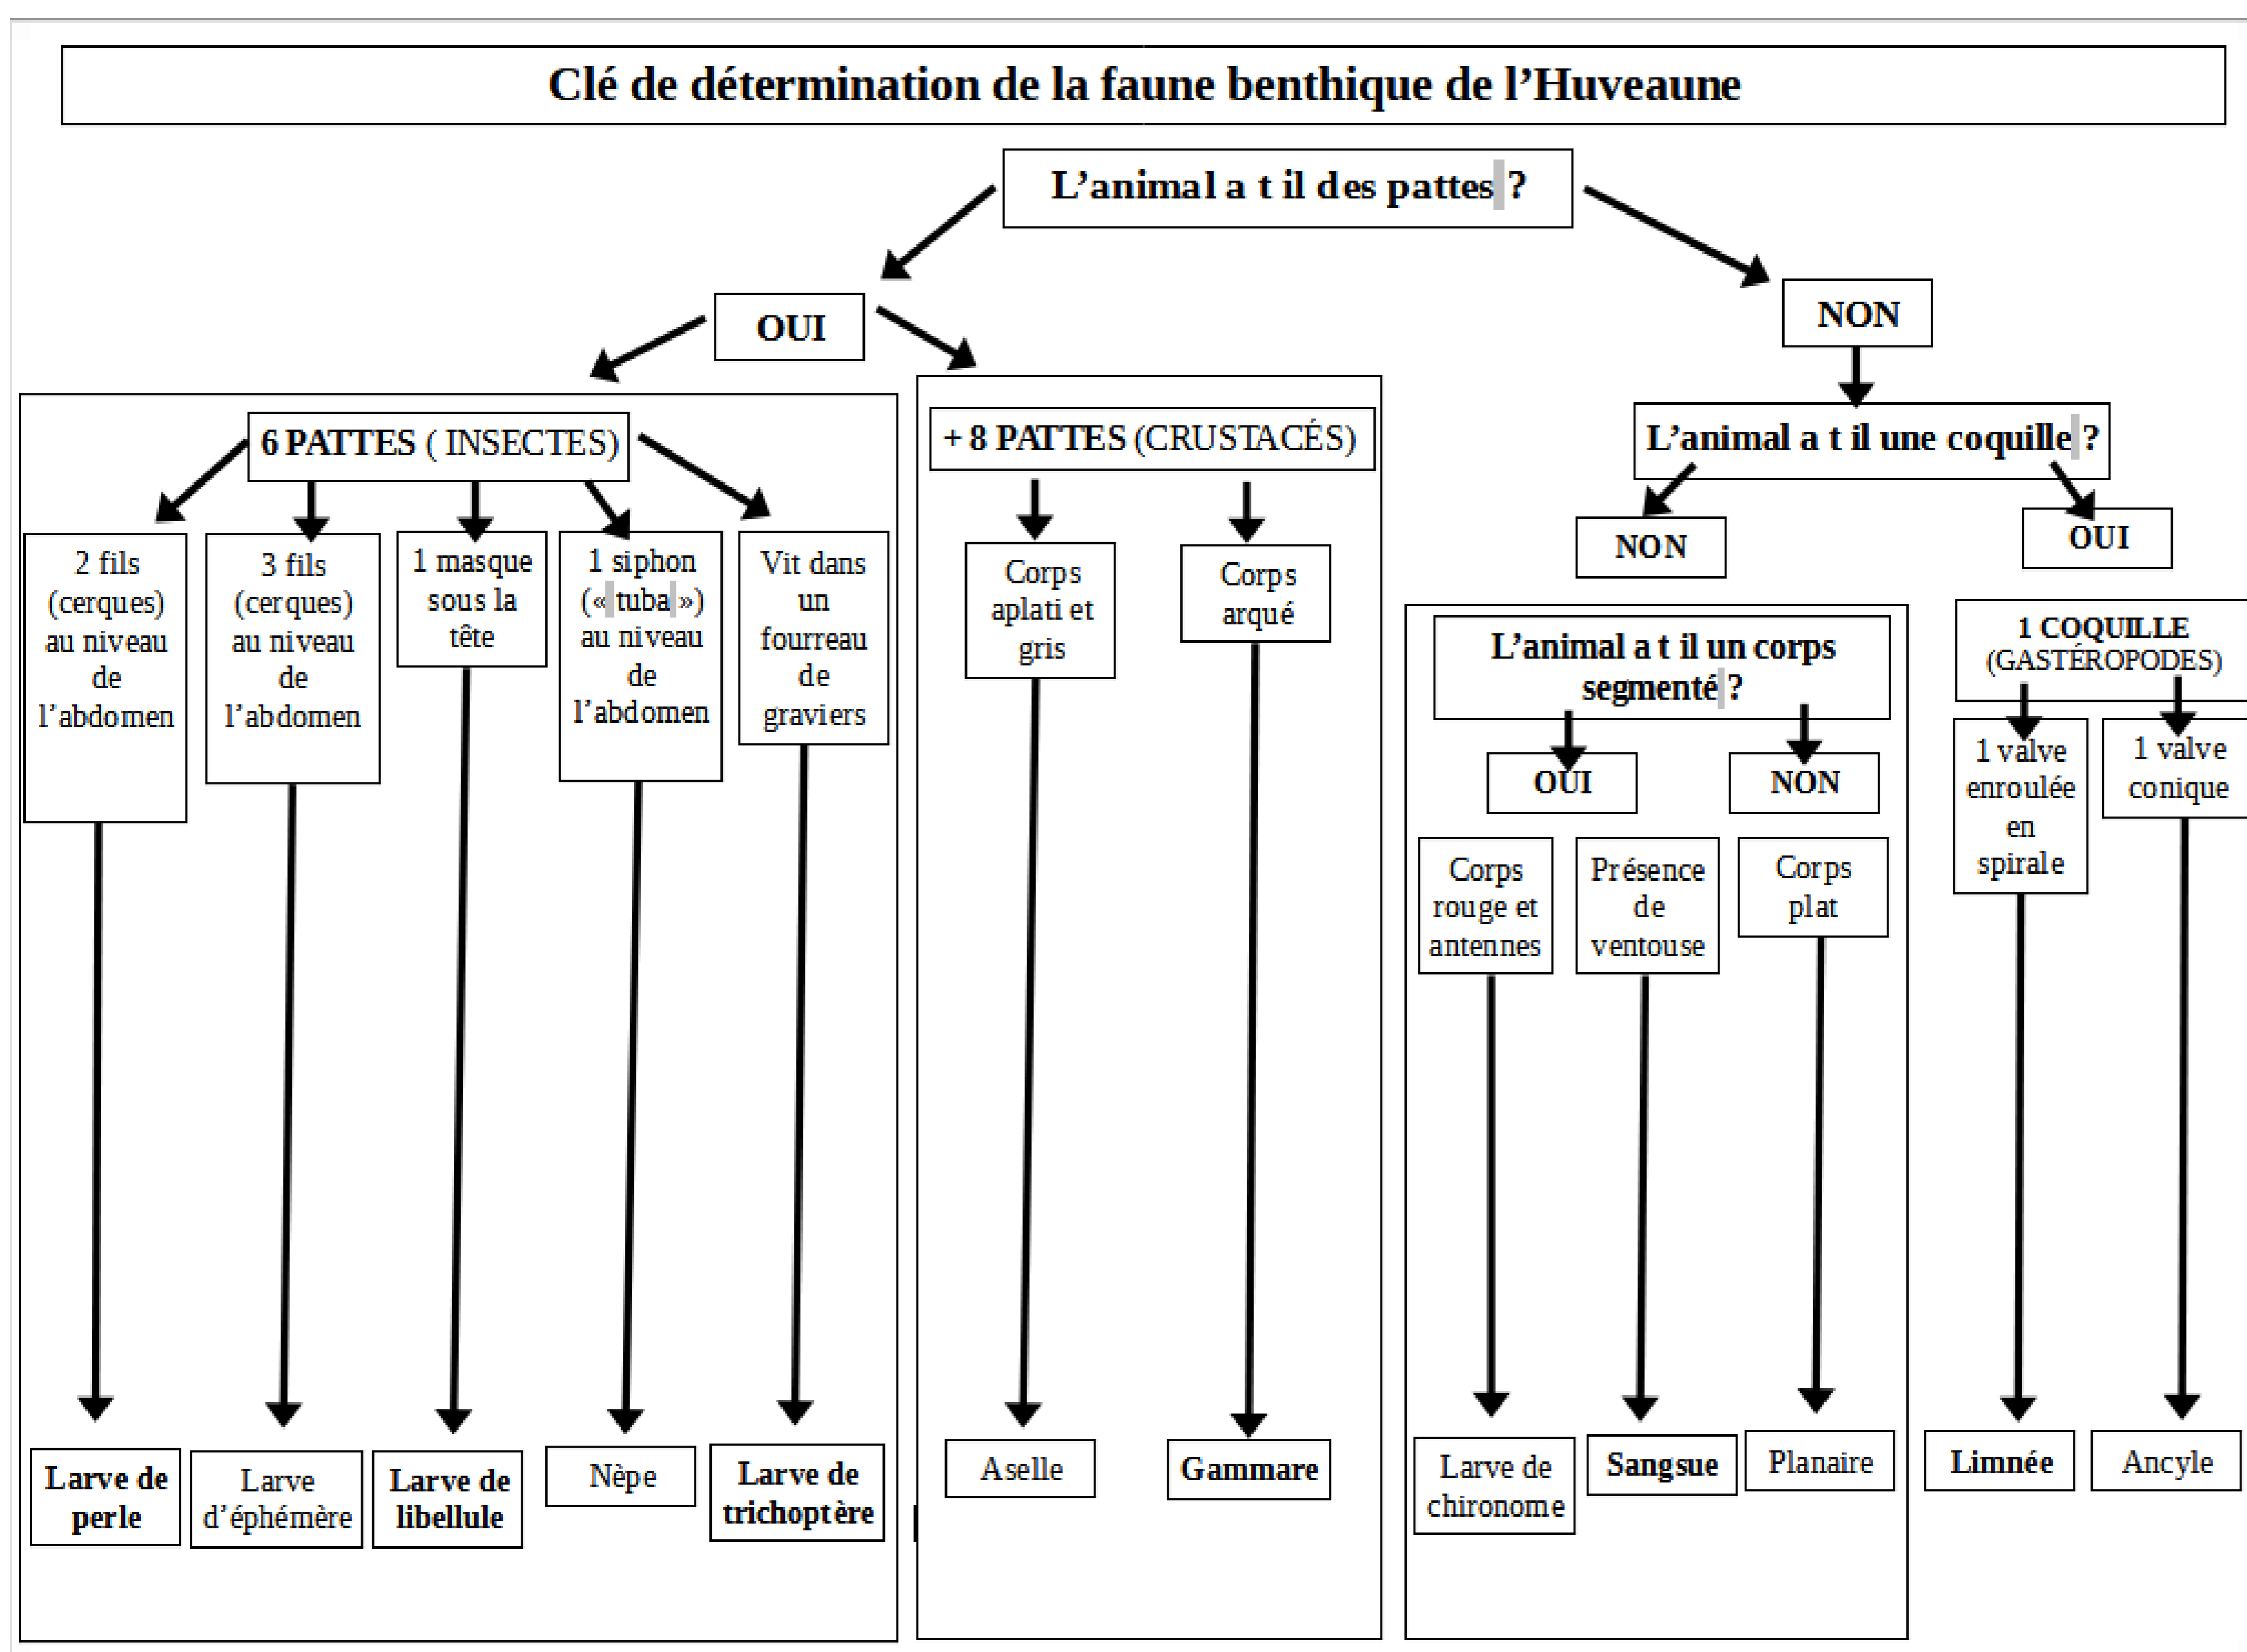 Clé de détermination de la faune benthique de l’Huveaune
L’animal a t il des pattes ?
OUI
NON
6 PATTES ( INSECTES)
+ 8 PATTES (CRUSTACÉS)
L’animal a t il une coquille ?
NON
OUI
2 fils
(cerques)
au niveau
de
l’abdomen
3 fils
(cerques)
au niveau
de
l’abdomen
1 masque
sous la
tête
1 siphon
(« tuba »)
au niveau
de
l’abdomen
Vit dans
un
fourreau
de
graviers
Corps
aplati et
gris
Corps
arqué
L’animal a t il un corps
segmenté ?
OUI
NON
Corps
rouge et
antennes
Présence
de
ventouse
Corps
plat
1 COQUILLE
(GASTÉROPODES)
1 valve
enroulée
en
spirale
1 valve
conique
Larve de
perle
Larve
d’éphémère
Larve de
libellule
Nèpe
Larve de
trichoptère
Aselle
Gammare
Larve de
chironome
Sangsue
Planaire
Limnée
Ancyle